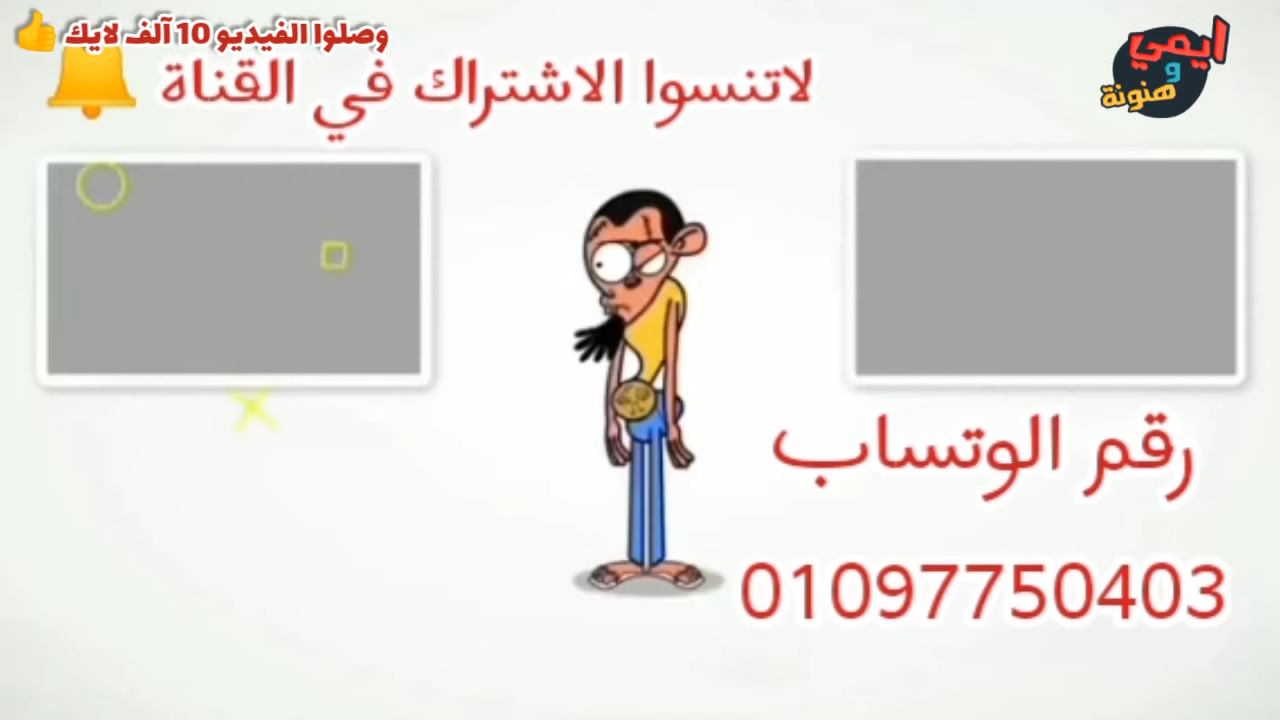 وصلوا الفيديو 10 آلف لايك
لاتنسوا الاشتراك في القناة
ايمي
و
هنونة
رقم الوتساب
01097750403